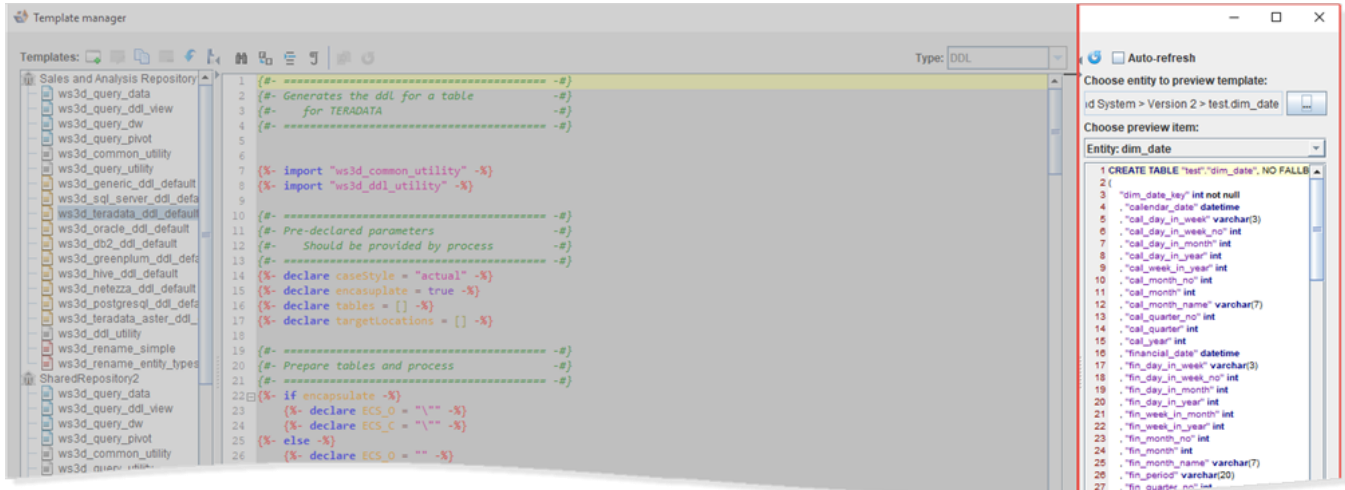 Template manager
Templates:
Type: DDL
Sales and Analysis Repository
ws3d_query_data
ws3d_query_ddl_view
ws3d_query_dw
ws3d_query_pivot
ws3d_common_utility
ws3d_query_utility
ws3d_generic_ddl_default
ws3d_sql_server_ddl_defa
ws3d_teradata_ddl_default
ws3d_oracle_ddl_default
ws3d_db2_ddl_default
ws3d_greenplum_ddl_defa
ws3d_hive_ddl_default
ws3d_netezza_ddl_default
ws3d_postgresql_ddl_defa
ws3d_teradata_aster_ddl_
ws3d_ddl_utility
ws3d_rename_simple
ws3d_rename_entity_types
SharedRepository2
ws3d_query_data
ws3d_query_ddl_view
ws3d_query_dw
ws3d_query_pivot
ws3d_common_utility
ws3d_query_utility
1 {#- ======================================== -#}
2 {#- Generates the ddl for a table -#}
3 {#- for TERADATA -#}
4 {#- ======================================== -#}
5
6
7 {%- import "ws3d_common_utility" -%}
8 {%- import "ws3d_ddl_utility" -%}
9
10 {#- ======================================== -#}
11 {#- Pre-declared parameters -#}
12 {#- Should be provided by process -#}
13 {#- ======================================== -#}
14 {%- declare caseStyle = "actual" -%}
15 {%- declare encasuplate = true -%}
16 {%- declare tables = [] -%}
17 {%- declare targetLocations = [] -%}
18
19 {#- ======================================== -#}
20 {#- Prepare tables and process -#}
21 {#- ======================================== -#}
22 {%- if encapsulate -%}
23 {%- declare ECS_O = "\"" -%}
24 {%- declare ECS_C = "\"" -%}
25 {%- else -%}
26 {%- declare ECS_O = "" -%}
Auto-refresh
Choose entity to preview template:
id System > Version 2 > test.dim_date
...
Choose preview item:
Entity: dim_date
1 CREATE TABLE "test"."dim_date", NO FALLB
2 (
3 "dim_date_key" int not null
4 , "calendar_date" datetime
5 , "cal_day_in_week" varchar(3)
6 , "cal_day_in_week_no" int
7 , "cal_day_in_month" int
8 , "cal_day_in_year" int
9 , "cal_week_in_year" int
10 , "cal_month_no" int
11 , "cal_month" int
12 , "cal_month_name" varchar(7)
13 , "cal_quarter_no" int
14 , "cal_quarter" int
15 , "cal_year" int
16 , "financial_date" datetime
17 , "fin_day_in_week" varchar(3)
18 , "fin_day_in_week_no" int
19 , "fin_day_in_month" int
20 , "fin_day_in_year" int
21 , "fin_week_in_month" int
22 , "fin_week_in_year" int
23 , "fin_month_no" int
24 , "fin_month" int
25 , "fin_month_name" varchar(7)
26 , "fin_period" varchar(20)
27 , "fin_quarter_no" int